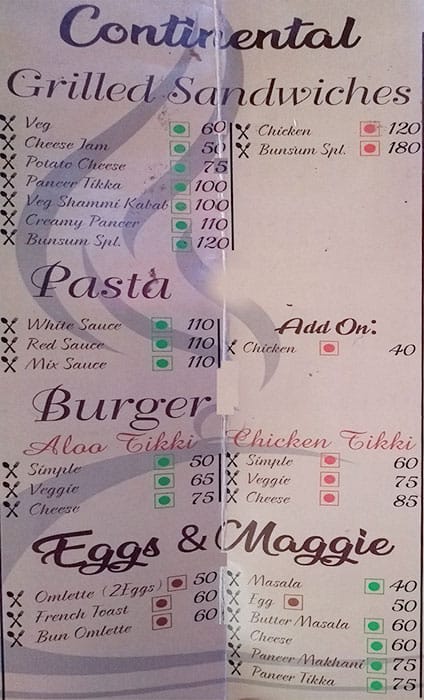 Continental
Grilled Sandwiches
Veg 60
Cheese Jam 50
Potato Cheese 75
Paneer Tikka 100
Veg Shammi Kabab 100
Creamy Paneer 110
Bunsum Spl. 120
Chicken 120
Bunsum Spl. 180
Pasta
White Sauce 110
Red Sauce 110
Mix Sauce 110
Add On:
Chicken 40
Burger
Aloo Tikki
Simple 50
Veggie 65
Cheese 75
Chicken Tikki
Simple 60
Veggie 75
Cheese 85
Eggs & Maggie
Omlette (2Eggs) 50
French Toast 60
Bun Omlette 60
Masala 40
Egg 50
Butter Masala 60
Cheese 60
Paneer Makhani 75
Paneer Tikka 75